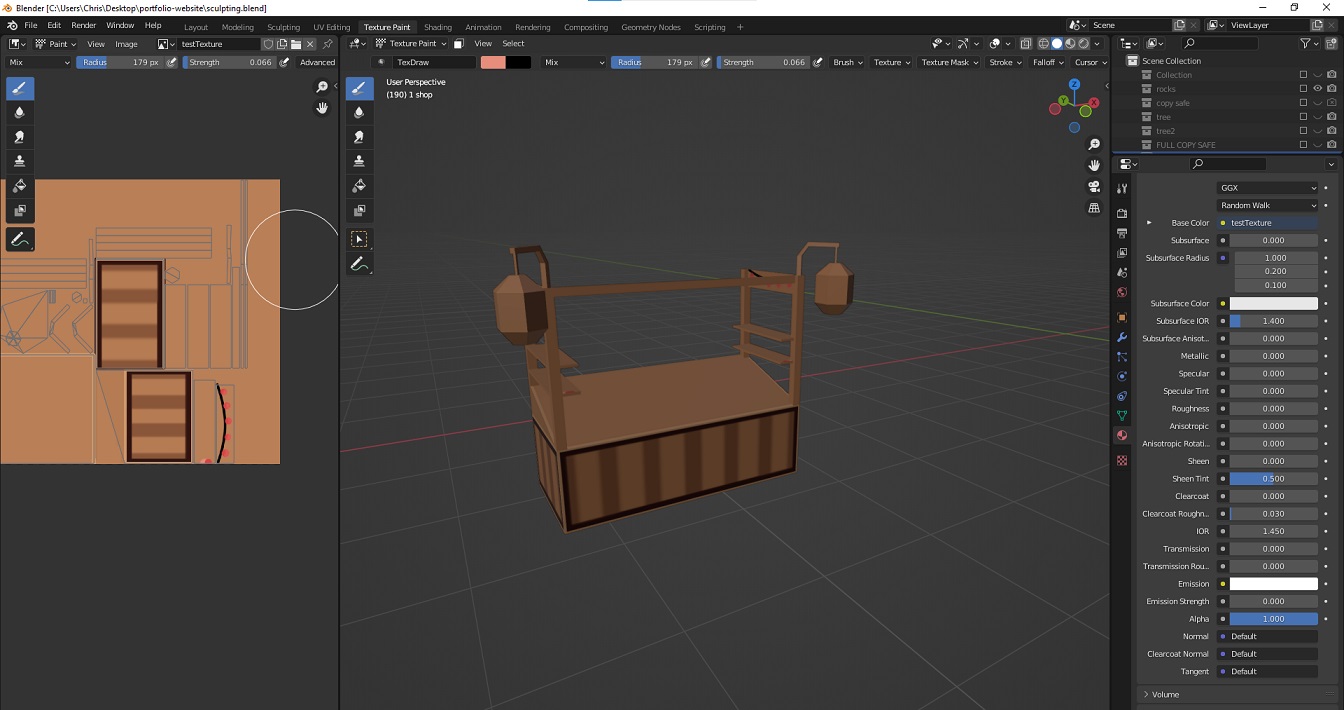 Blender [C:\Users\Chris\Desktop\portfolio-website\sculpting.blend]
File Edit Render Window Help Layout Modeling Sculpting UV Editing Texture Paint Shading Animation Rendering Compositing Geometry Nodes Scripting + Scene ViewLayer
Paint View Image testTexture Texture Paint View Select
Mix Radius 179 px Strength 0.066 Advanced TexDraw Mix Radius 179 px Strength 0.066 Brush Texture Texture Mask Stroke Falloff Cursor
User Perspective
(190) 1 shop
Z
Y
X
Scene Collection
Collection
rocks
copy safe
tree
tree2
FULL COPY SAFE
GGX
Random Walk
Base Color testTexture
Subsurface 0.000
Subsurface Radius 1.000
0.200
0.100
Subsurface Color
Subsurface IOR 1.400
Subsurface Anisot... 0.000
Metallic 0.000
Specular 0.000
Specular Tint 0.000
Roughness 0.000
Anisotropic 0.000
Anisotropic Rotati... 0.000
Sheen 0.000
Sheen Tint 0.500
Clearcoat 0.000
Clearcoat Roughn... 0.030
IOR 1.450
Transmission 0.000
Transmission Rou... 0.000
Emission
Emission Strength 0.000
Alpha 1.000
Normal Default
Clearcoat Normal Default
Tangent Default
Volume